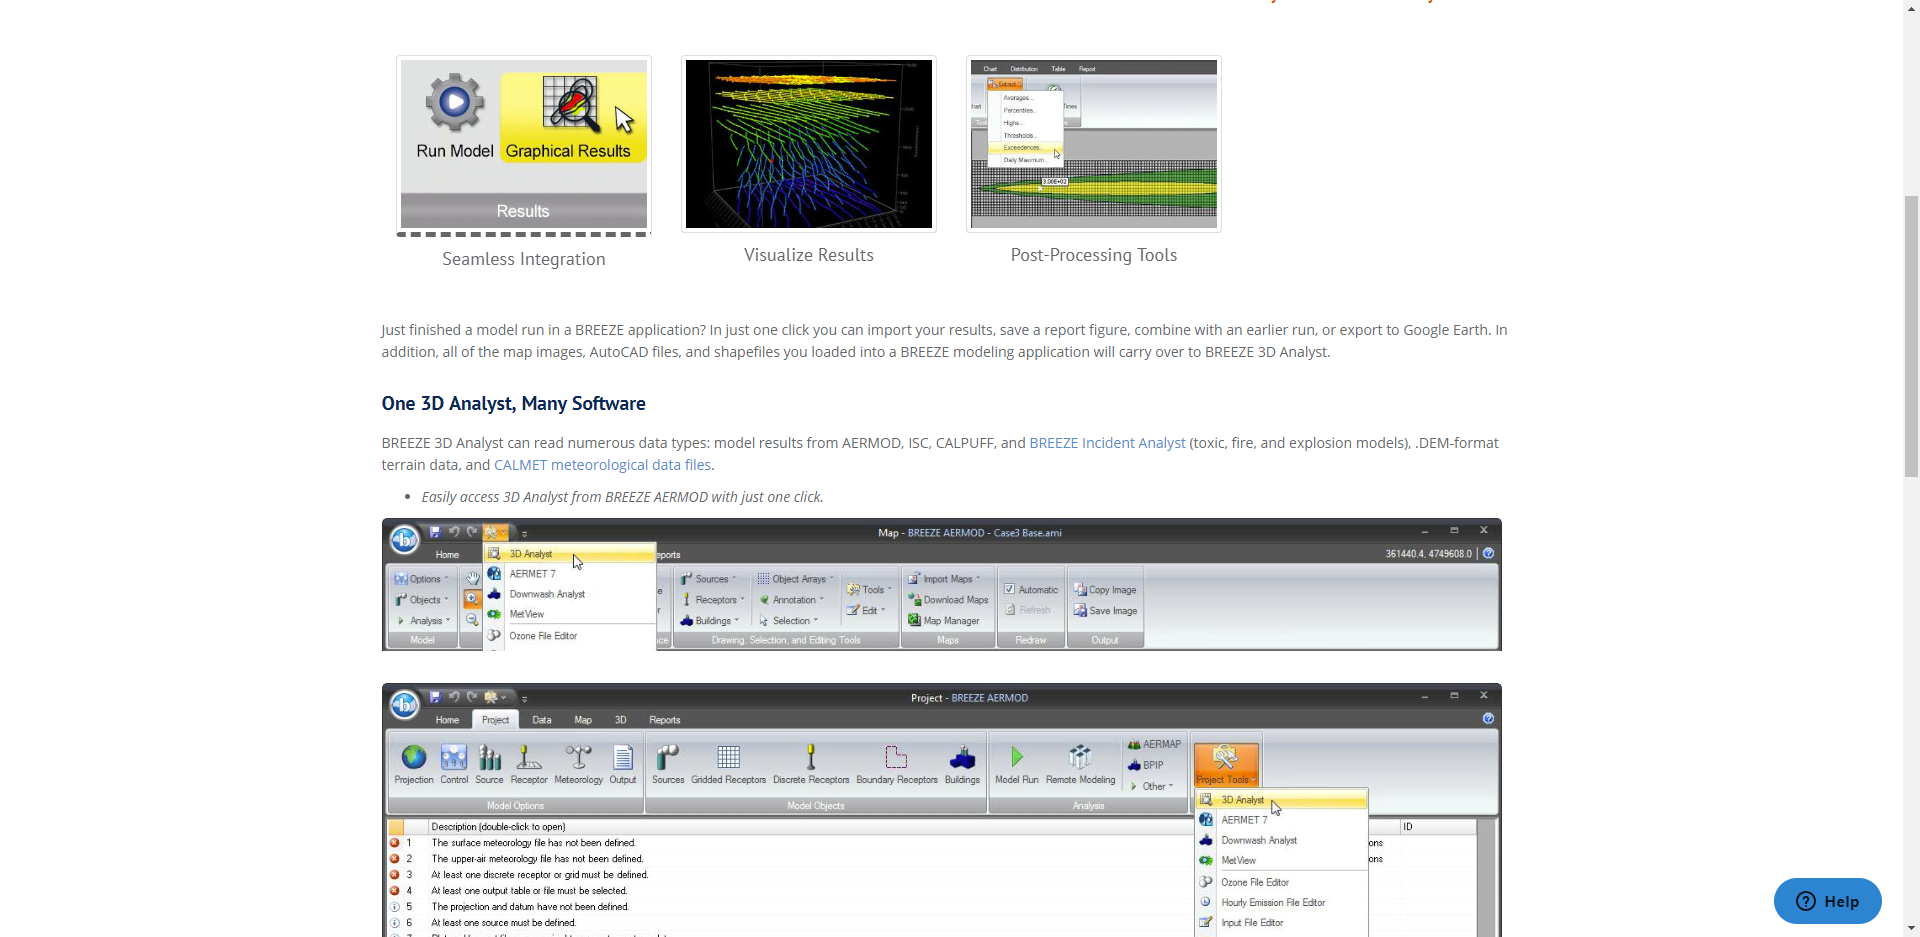 Run Model
Graphical Results
Results
Chart Distribution Table Report
Extract...
Averages...
Percentiles...
Highs...
Thresholds...
Exceedences...
Daily Maximum...
3.00E+02
Seamless Integration
Visualize Results
Post-Processing Tools
Just finished a model run in a BREEZE application? In just one click you can import your results, save a report figure, combine with an earlier run, or export to Google Earth. In
addition, all of the map images, AutoCAD files, and shapefiles you loaded into a BREEZE modeling application will carry over to BREEZE 3D Analyst.
One 3D Analyst, Many Software
BREEZE 3D Analyst can read numerous data types: model results from AERMOD, ISC, CALPUFF, and BREEZE Incident Analyst (toxic, fire, and explosion models), .DEM-format
terrain data, and CALMET meteorological data files.
• Easily access 3D Analyst from BREEZE AERMOD with just one click.
Map - BREEZE AERMOD - Case3 Base.ami
Home 3D Analyst eports 361440.4, 4749608.0
AERMET 7
Downwash Analyst
MetView
Ozone File Editor
Options
Objects
Analysis
Model
Sources Object Arrays
Receptors Annotation
Buildings Selection
Tools
Edit
Drawing, Selection, and Editing Tools
Import Maps
Download Maps
Map Manager
Maps
Automatic
Refresh
Redraw
Copy Image
Save Image
Output
Project - BREEZE AERMOD
Home Project Data Map 3D Reports
Projection Control Source Receptor Meteorology Output
Model Options
Sources Gridded Receptors Discrete Receptors Boundary Receptors Buildings
Model Objects
Model Run Remote Modeling
AERMAP
BPIP
Other
Analysis
Project Tools
3D Analyst
AERMET 7
Downwash Analyst
MetView
Ozone File Editor
Hourly Emission File Editor
Input File Editor
Description (double-click to open) ID
1 The surface meteorology file has not been defined. ons
2 The upper-air meteorology file has not been defined. ons
3 At least one discrete receptor or grid must be defined.
4 At least one output table or file must be selected.
5 The projection and datum have not been defined.
6 At least one source must be defined.
Help